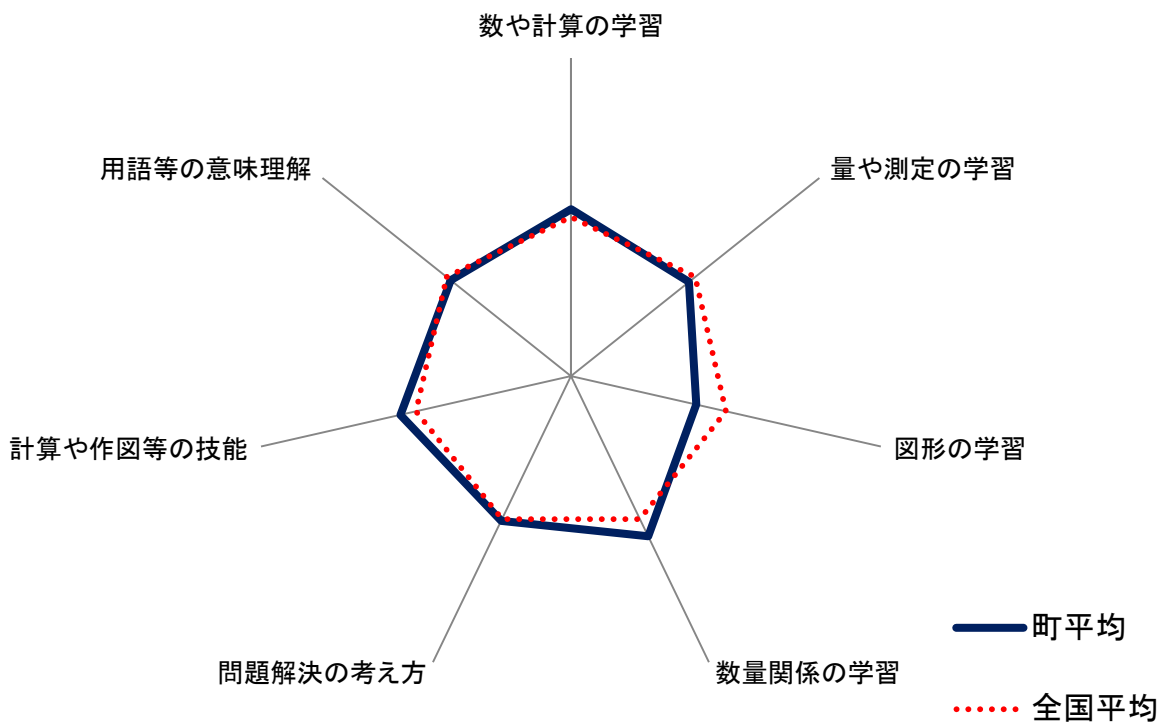 数や計算の学習
量や測定の学習
図形の学習
数量関係の学習
問題解決の考え方
計算や作図等の技能
用語等の意味理解
町平均
全国平均